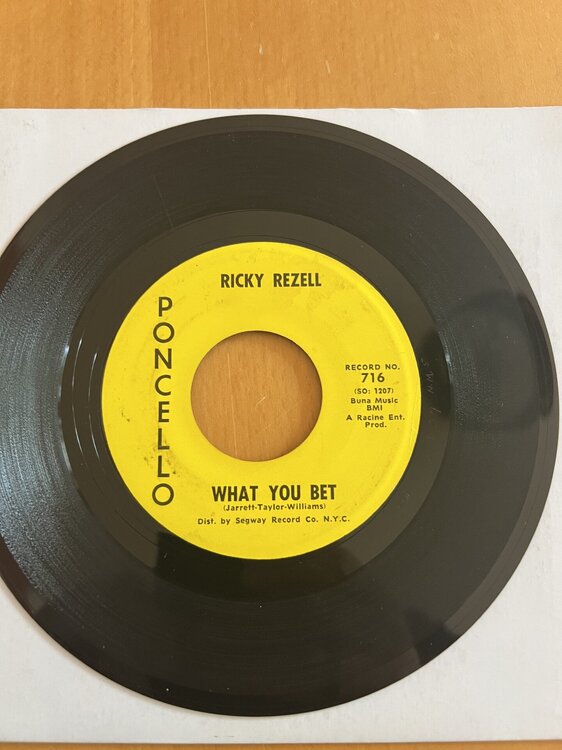 RICKY REZELL
PONCELLO
RECORD NO.
716
(SO: 1207)
Buna Music
BMI
A Racine Ent.
Prod.
WHAT YOU BET
(Jarrett-Taylor-Williams)
Dist. by Segway Record Co. N.Y.C.